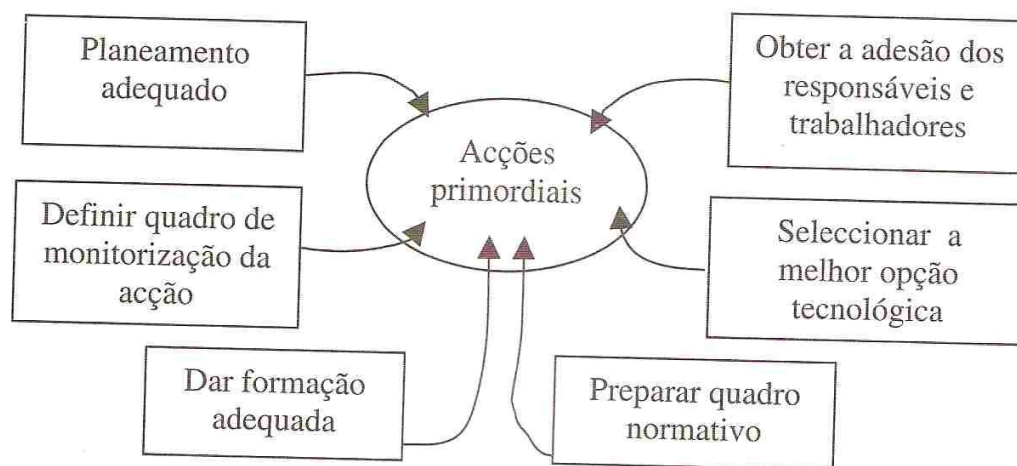 Planeamento
adequado
Obter a adesão dos
responsáveis e
trabalhadores
Acções
primordiais
Definir quadro de
monitorização da
acção
Seleccionar a
melhor opção
tecnológica
Dar formação
adequada
Preparar quadro
normativo